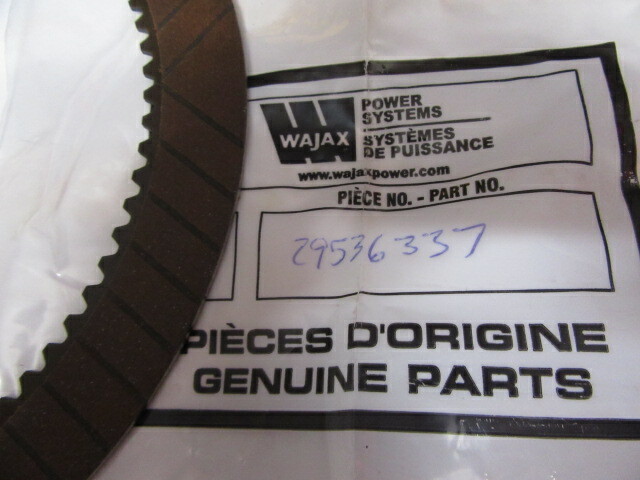 WAJAX
POWER
SYSTEMS
SYSTÈMES
DE PUISSANCE
www.wajaxpower.com
PIÈCE NO. - PART NO.
29536337
PIÈCES D'ORIGINE
GENUINE PARTS